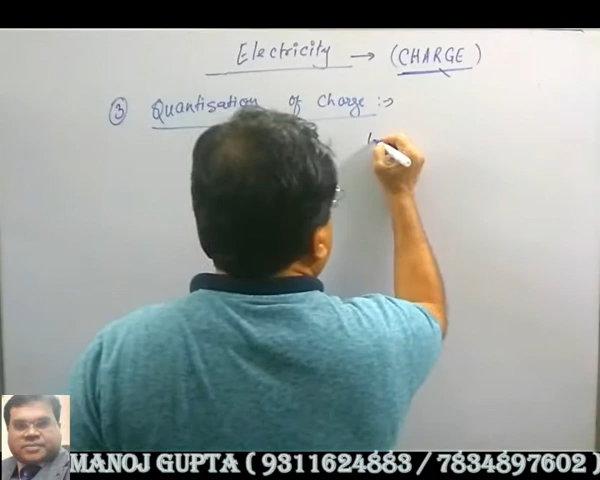 Electricity → (CHARGE)
③ Quantisation of Charge :→
MANOJ GUPTA ( 9311624883 / 7834897602 )